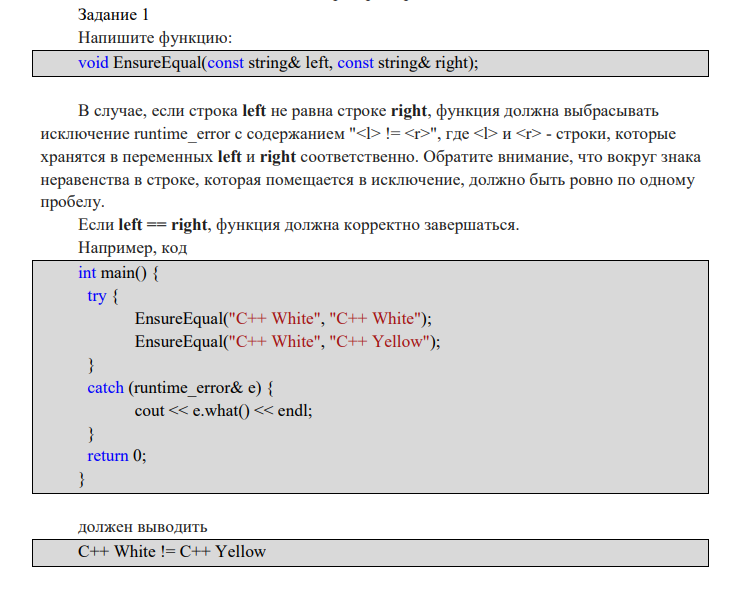 Задание 1
Напишите функцию:
void EnsureEqual(const string& left, const string& right);
В случае, если строка left не равна строке right, функция должна выбрасывать
исключение runtime_error с содержанием "<l> != <r>", где <l> и <r> - строки, которые
хранятся в переменных left и right соответственно. Обратите внимание, что вокруг знака
неравенства в строке, которая помещается в исключение, должно быть ровно по одному
пробелу.
Если left == right, функция должна корректно завершаться.
Например, код
int main() {
try {
EnsureEqual("C++ White", "C++ White");
EnsureEqual("C++ White", "C++ Yellow");
}
catch (runtime_error& e) {
cout << e.what() << endl;
}
return 0;
}
должен выводить
C++ White != C++ Yellow